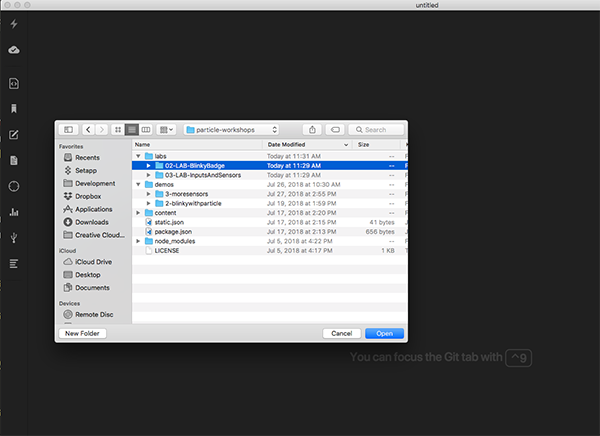 untitled
particle-workshops
Search
Favorites
Recents
Setapp
Development
Dropbox
Applications
Downloads
Creative Cloud...
iCloud
iCloud Drive
Desktop
Documents
Devices
Remote Disc
Name Date Modified Size
labs Today at 11:31 AM --
02-LAB-BlinkyBadge Today at 11:29 AM --
03-LAB-InputsAndSensors Today at 11:29 AM --
demos Jul 26, 2018 at 10:30 AM --
3-moresensors Jul 26, 2018 at 2:55 PM --
2-blinkywithparticle Jul 19, 2018 at 1:59 PM --
content Jul 17, 2018 at 2:20 PM --
static.json Jul 17, 2018 at 2:15 PM 41 bytes
package.json Jul 17, 2018 at 2:13 PM 656 bytes
node_modules Jul 5, 2018 at 4:22 PM --
LICENSE Jul 5, 2018 at 4:17 PM 1 KB
New Folder Cancel Open
You can focus the Git tab with ^9